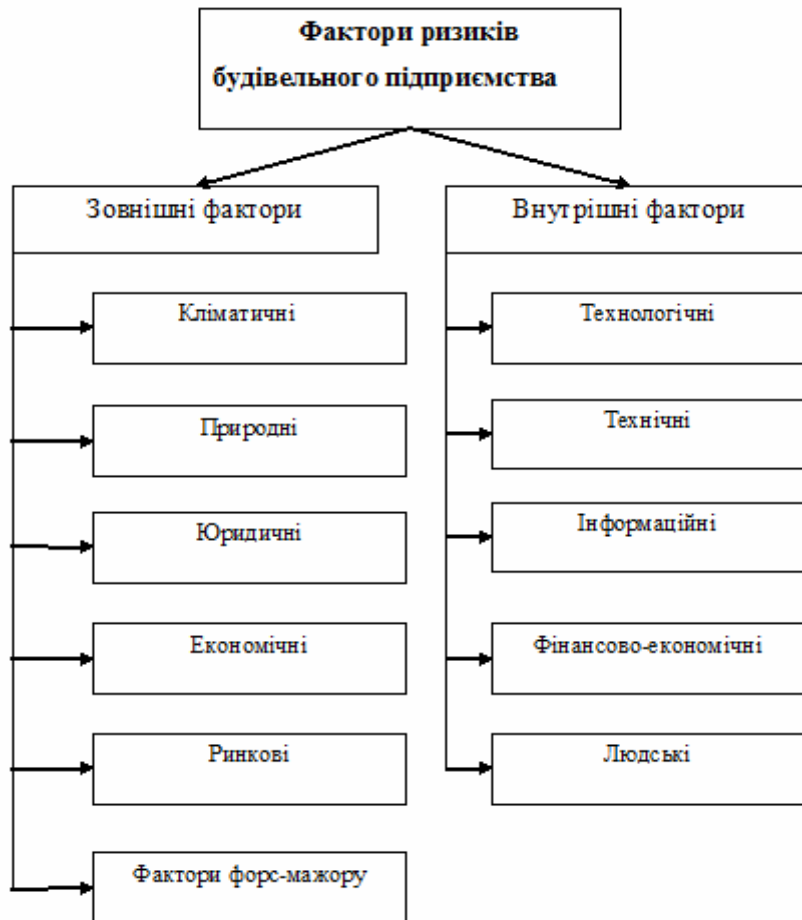 Фактори ризиків
будівельного підприємства
Зовнішні фактори
Кліматичні
Природні
Юридичні
Економічні
Ринкові
Фактори форс-мажору
Внутрішні фактори
Технологічні
Технічні
Інформаційні
Фінансово-економічні
Людські